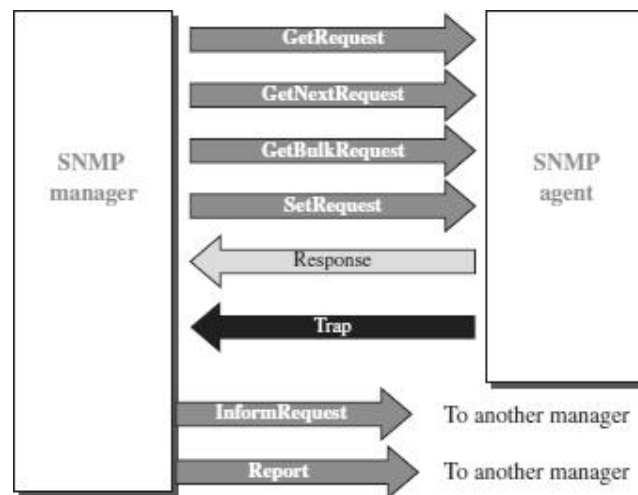 GetRequest
GetNextRequest
GetBulkRequest
SNMP
manager
SNMP
agent
SetRequest
Response
Trap
InformRequest
To another manager
Report
To another manager